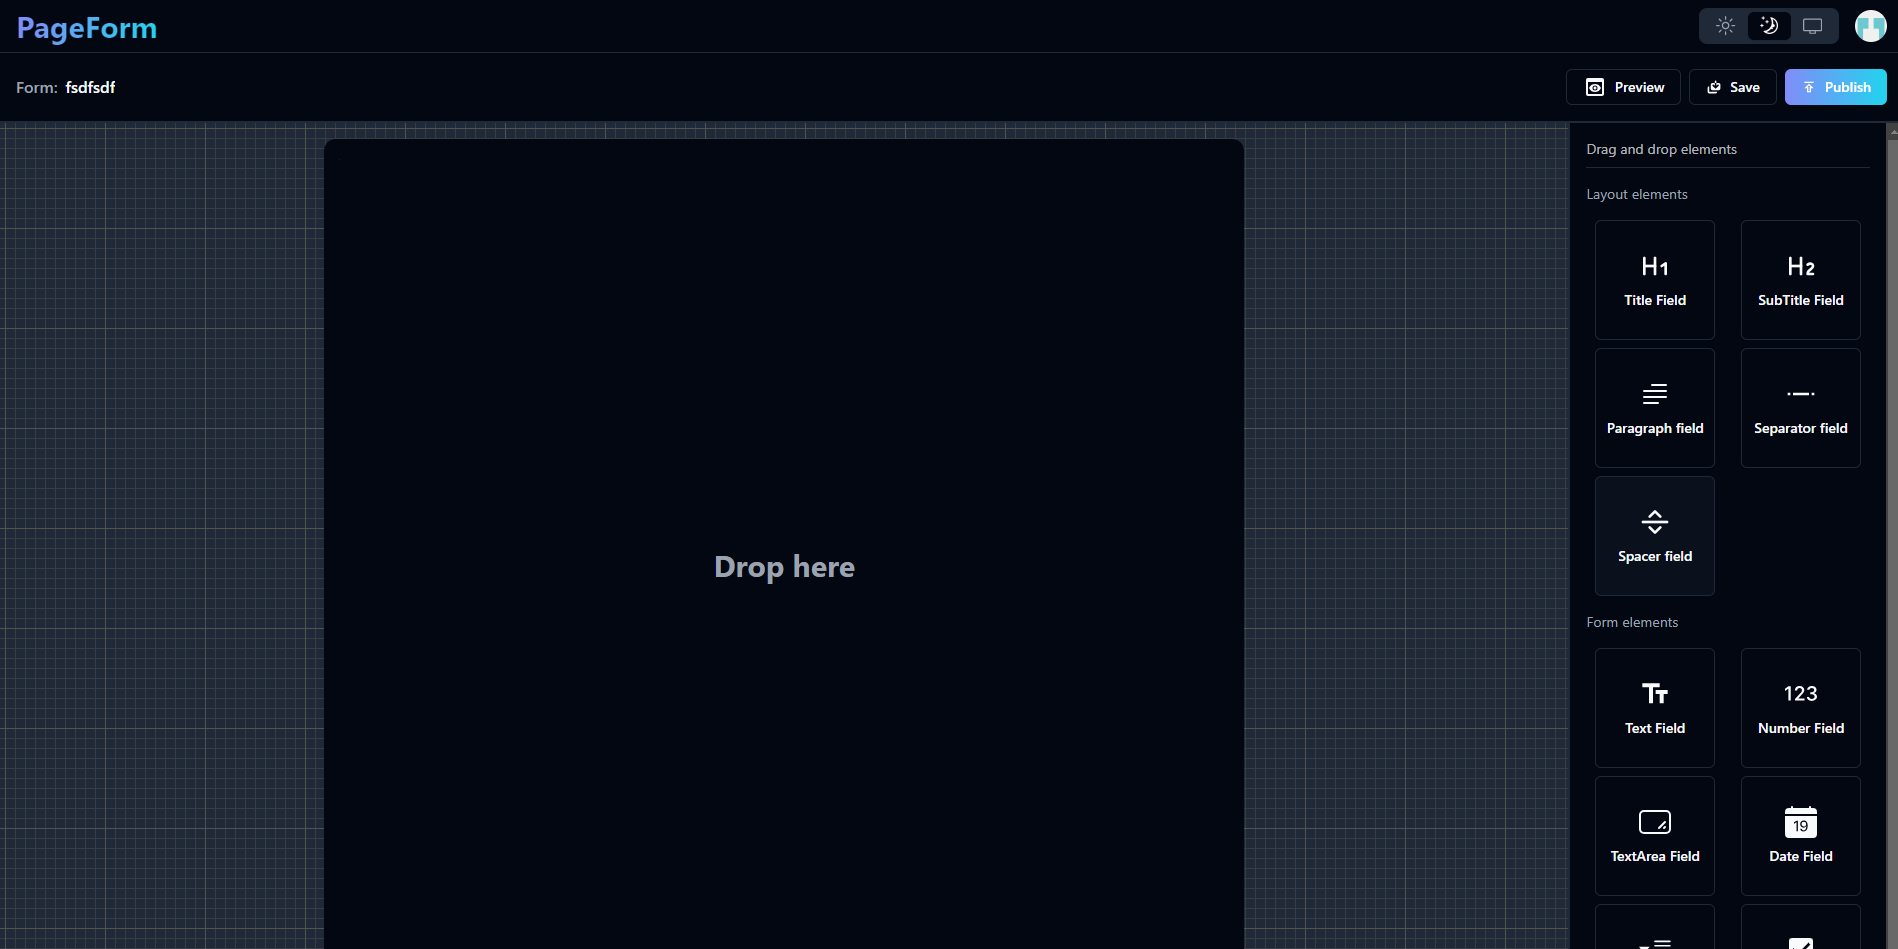 PageForm
Form: fsdfsdf
Preview
Save
Publish
Drop here
Drag and drop elements
Layout elements
H1
Title Field
H2
SubTitle Field
Paragraph field
Separator field
Spacer field
Form elements
Tт
Text Field
123
Number Field
TextArea Field
19
Date Field